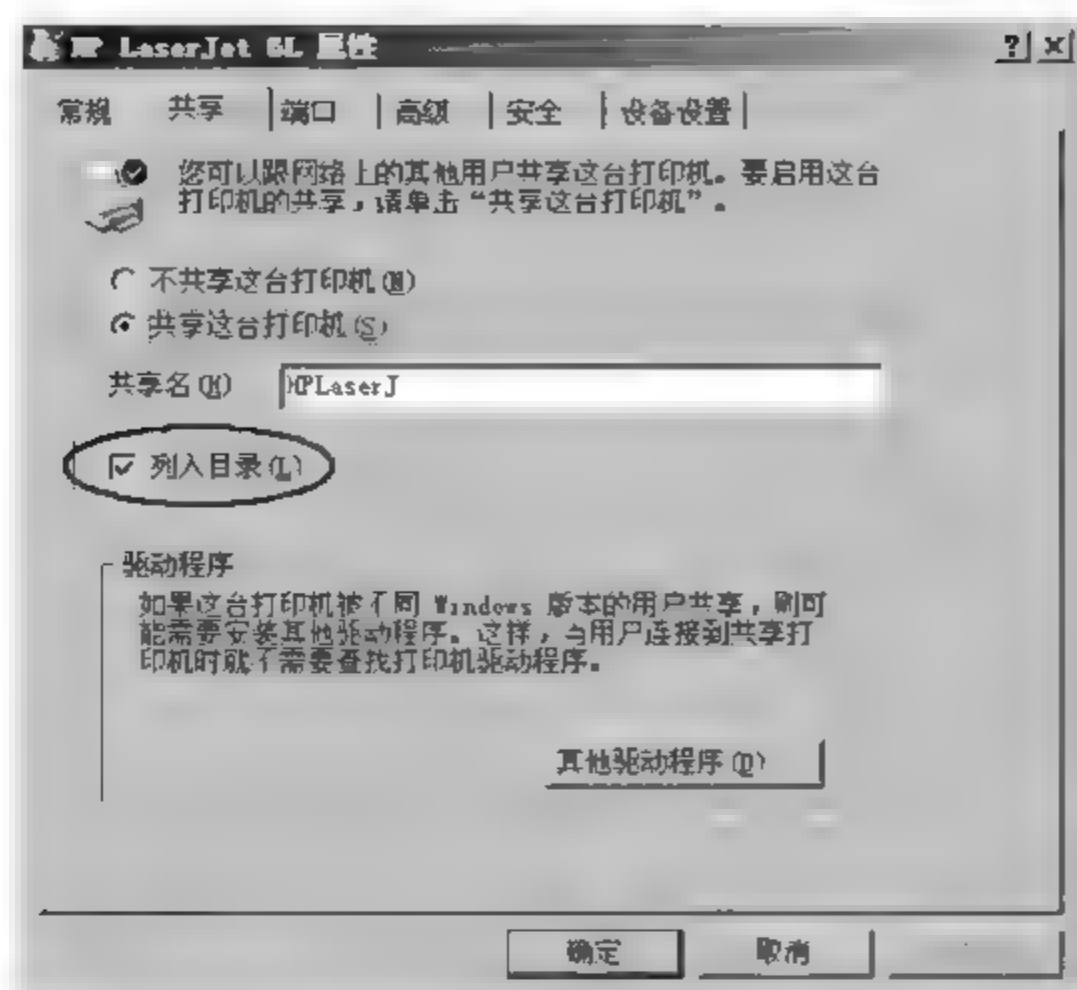 HP LaserJet 6L 属性
常规 共享 端口 高级 安全 设备设置
您可以跟网络上的其他用户共享这台打印机。要启用这台
打印机的共享，请单击“共享这台打印机”。
不共享这台打印机(N)
共享这台打印机(S)
共享名(H) HPLaserJ
列入目录(L)
驱动程序
如果这台打印机被不同 Windows 版本的用户共享，则可
能需要安装其他驱动程序。这样，当用户连接到共享打
印机时就不需要查找打印机驱动程序。
其他驱动程序(D)
确定 取消